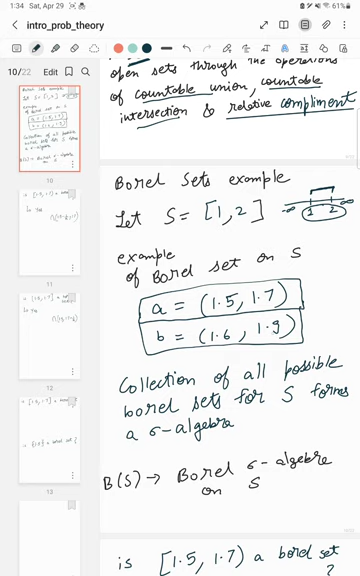 1:34 Sat, Apr 29
61%
intro_prob_theory
10/22 Edit
open sets through the operations
of countable union, countable
intersection & relative compliment
Borel Sets example
Let S = [1, 2]
-∞ 1 2 ∞
example
of Borel set on S
a = (1.5, 1.7)
b = (1.6, 1.9)
Collection of all possible
borel sets for S forms
a σ-algebra
B(S) → Borel σ-algebra
on S
is [1.5, 1.7) a borel set
?
10
11
12
13